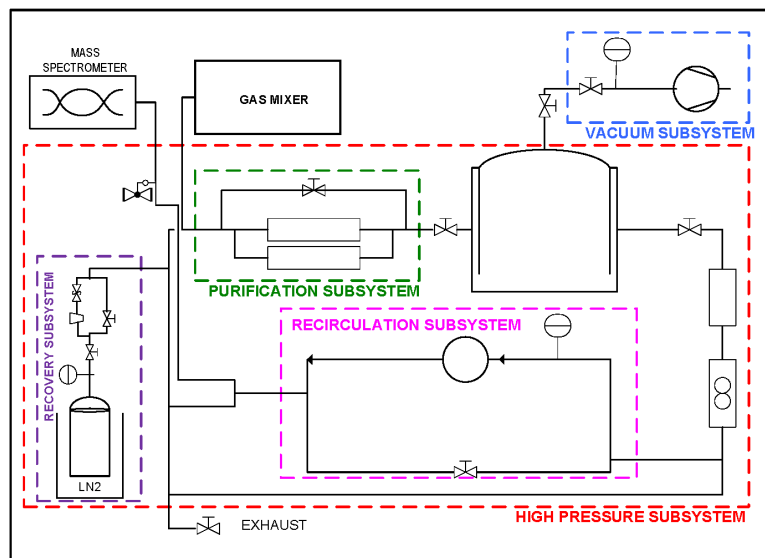 MASS
SPECTROMETER
GAS MIXER
VACUUM SUBSYSTEM
PURIFICATION SUBSYSTEM
RECOVERY SUBSYSTEM
RECIRCULATION SUBSYSTEM
LN2
EXHAUST
HIGH PRESSURE SUBSYSTEM